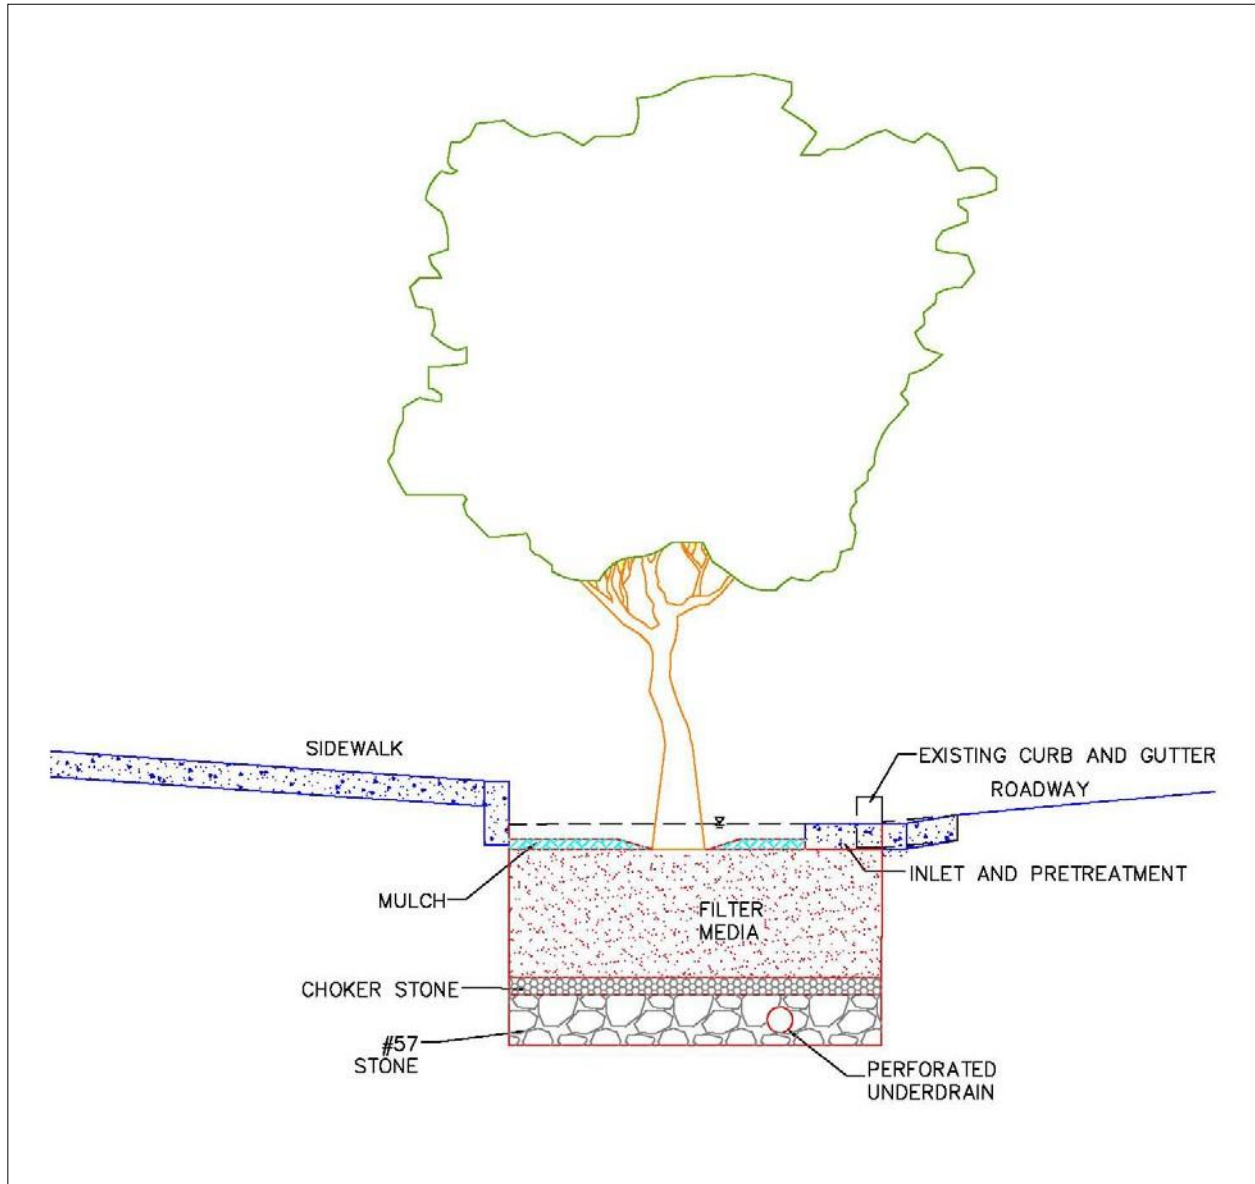 SIDEWALK
EXISTING CURB AND GUTTER
ROADWAY
INLET AND PRETREATMENT
MULCH
FILTER
MEDIA
CHOKER STONE
#57
STONE
PERFORATED
UNDERDRAIN